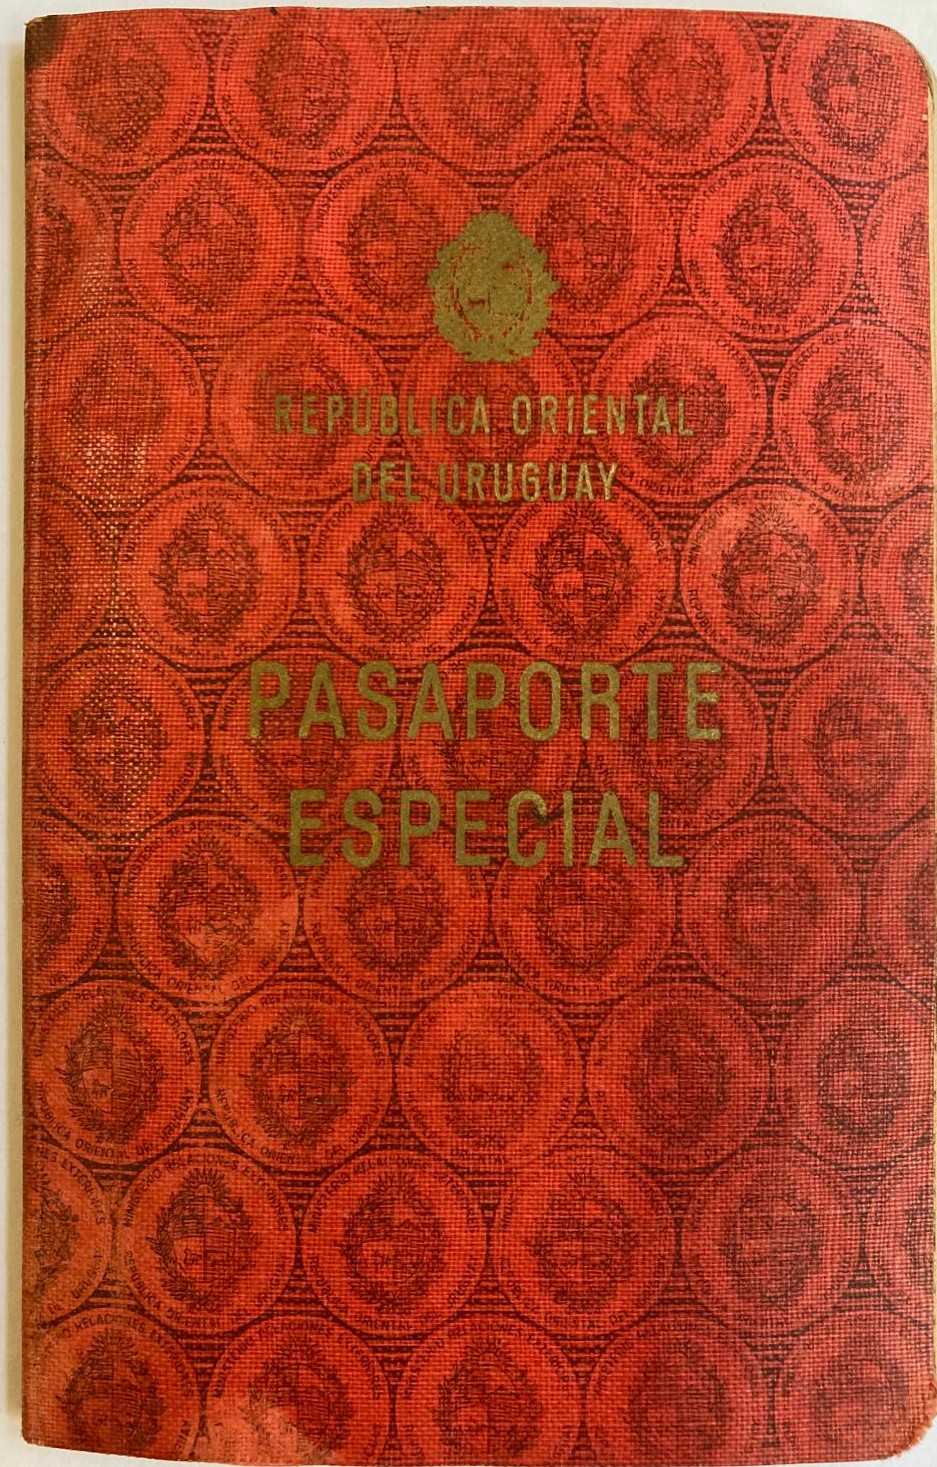 REPÚBLICA ORIENTAL
DEL URUGUAY
PASAPORTE
ESPECIAL